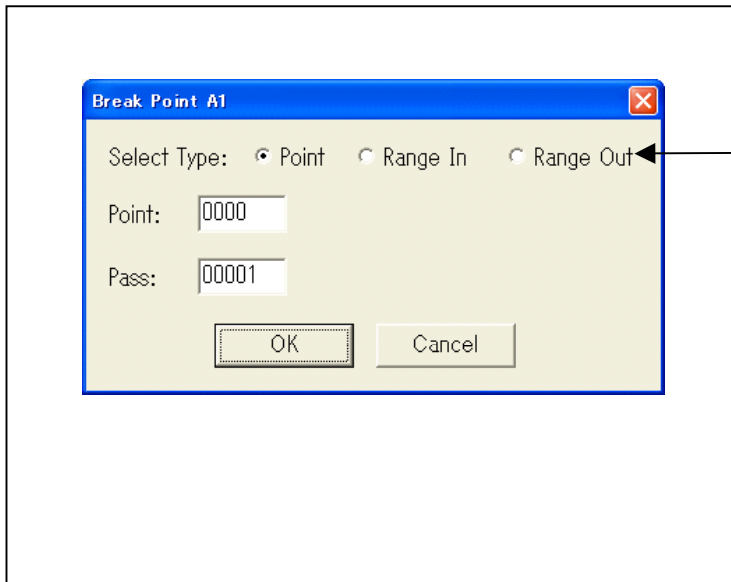 Break Point A1
Select Type: Point Range In Range Out
Point: 0000
Pass: 00001
OK Cancel